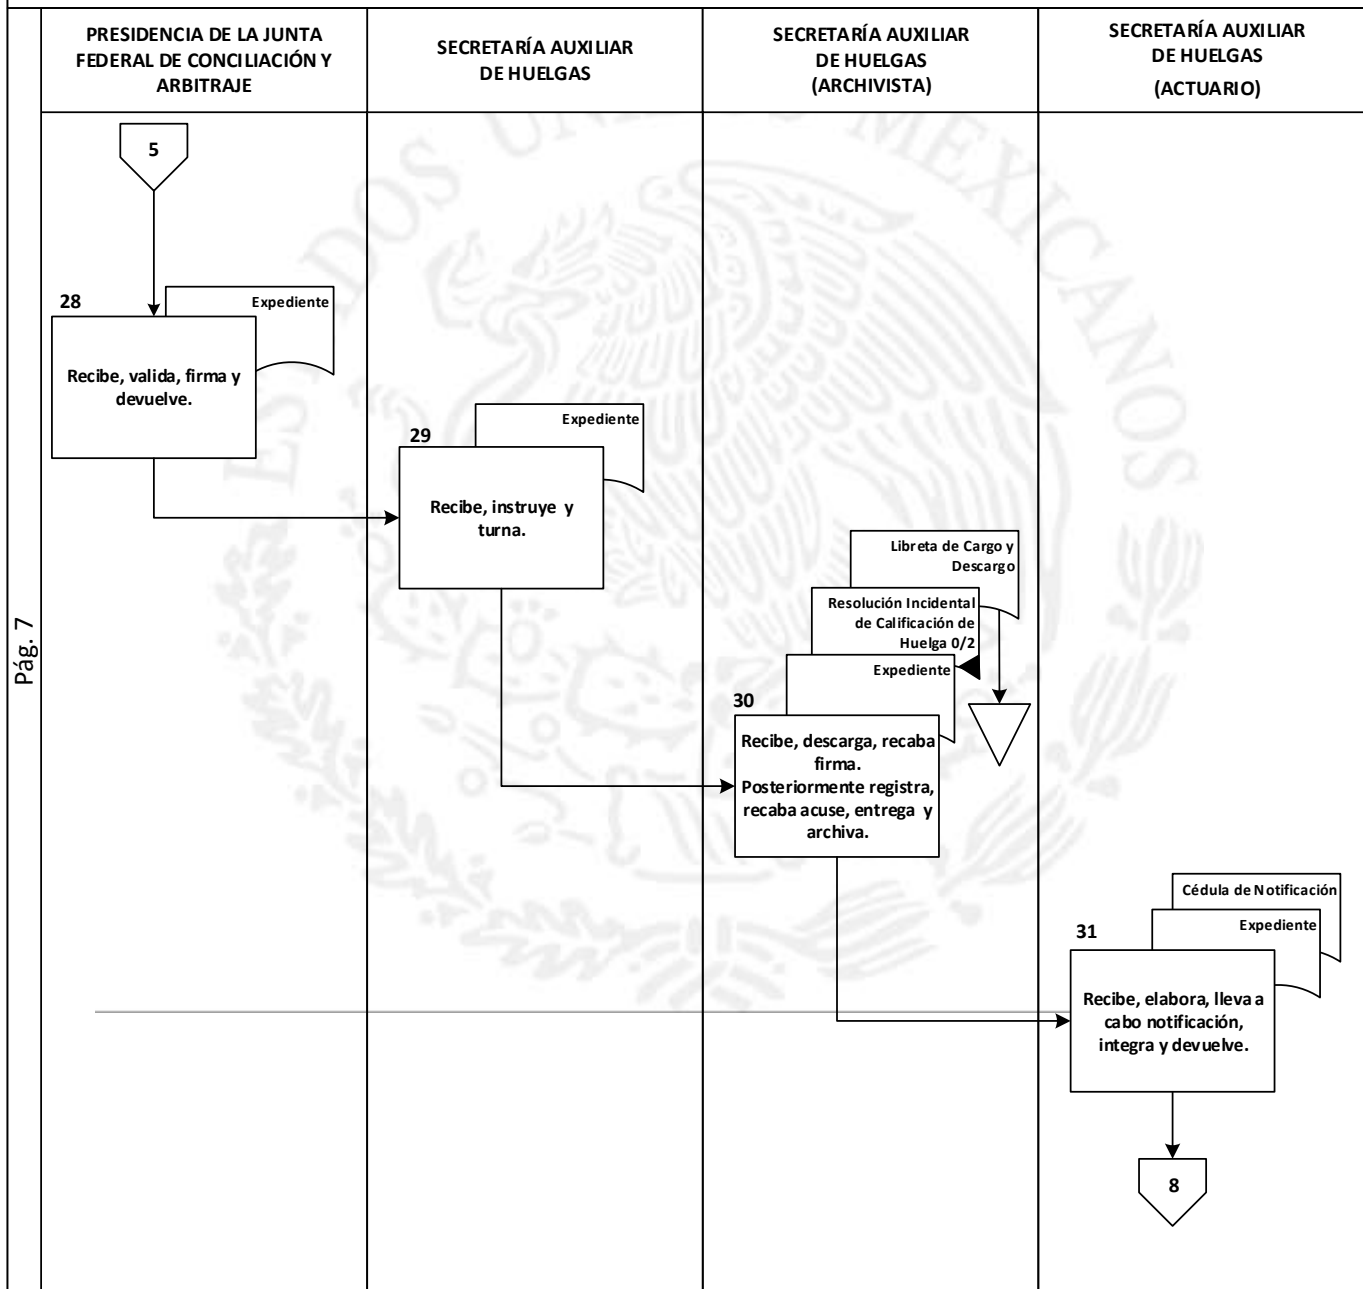 PRESIDENCIA DE LA JUNTA
FEDERAL DE CONCILIACIÓN Y
ARBITRAJE
SECRETARÍA AUXILIAR
DE HUELGAS
SECRETARÍA AUXILIAR
DE HUELGAS
(ARCHIVISTA)
SECRETARÍA AUXILIAR
DE HUELGAS
(ACTUARIO)
Pág. 7
ESTADOS UNIDOS MEXICANOS
5
28
Expediente
Recibe, valida, firma y
devuelve.
29
Expediente
Recibe, instruye y
turna.
Libreta de Cargo y
Descargo
Resolución Incidental
de Calificación de
Huelga 0/2
Expediente
30
Recibe, descarga, recaba
firma.
Posteriormente registra,
recaba acuse, entrega y
archiva.
Cédula de Notificación
Expediente
31
Recibe, elabora, lleva a
cabo notificación,
integra y devuelve.
8